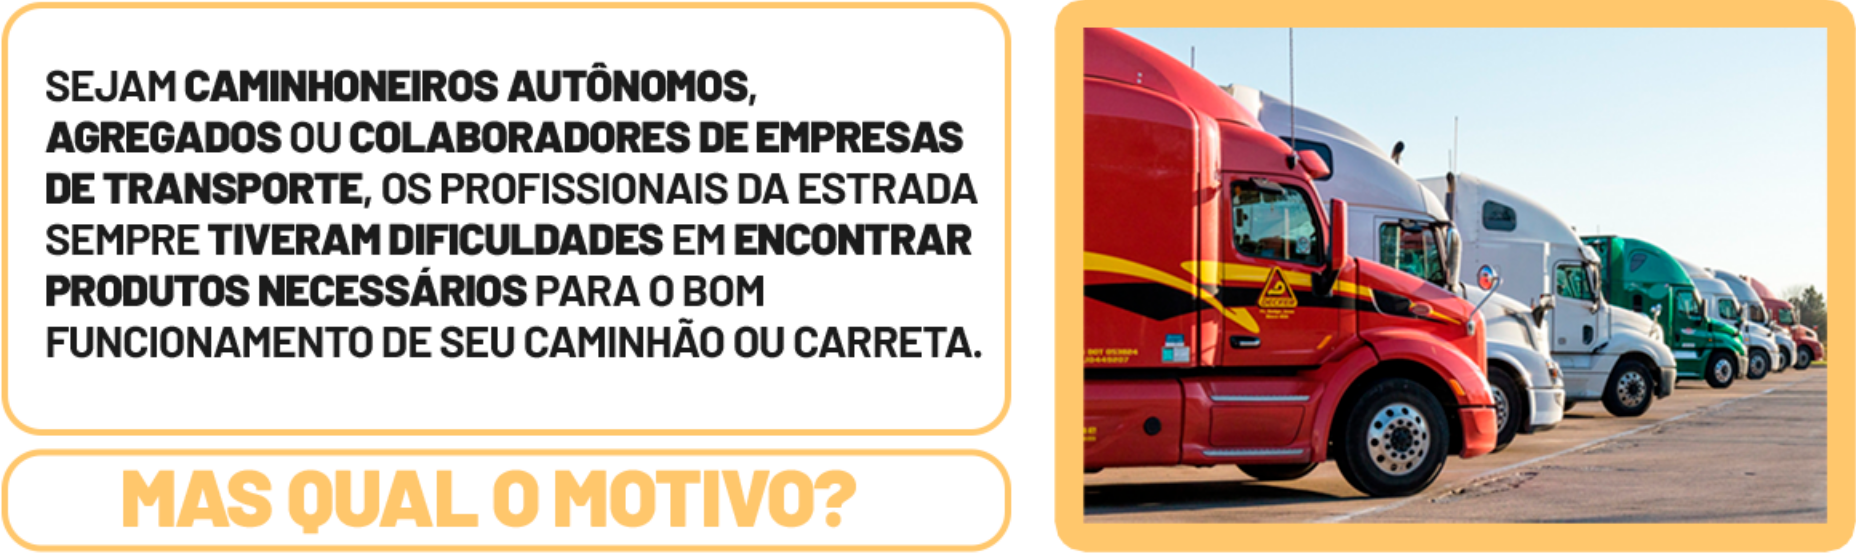 SEJAM CAMINHONEIROS AUTÔNOMOS,
AGREGADOS OU COLABORADORES DE EMPRESAS
DE TRANSPORTE, OS PROFISSIONAIS DA ESTRADA
SEMPRE TIVERAM DIFICULDADES EM ENCONTRAR
PRODUTOS NECESSÁRIOS PARA O BOM
FUNCIONAMENTO DE SEU CAMINHÃO OU CARRETA.
MAS QUAL O MOTIVO?
DECKER